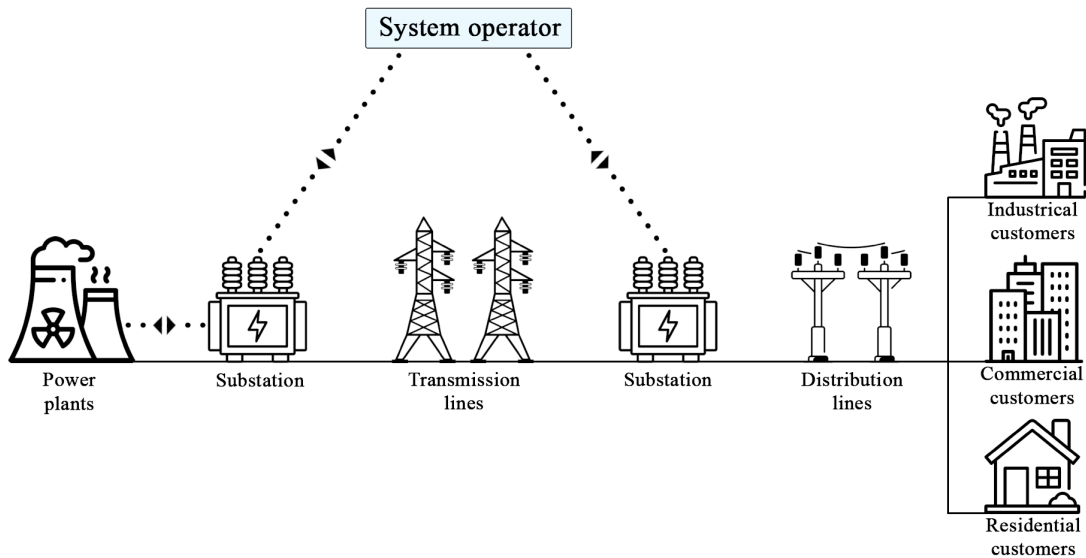 System operator
Industrical
customers
Power
plants
Substation
Transmission
lines
Substation
Distribution
lines
Commercial
customers
Residential
customers